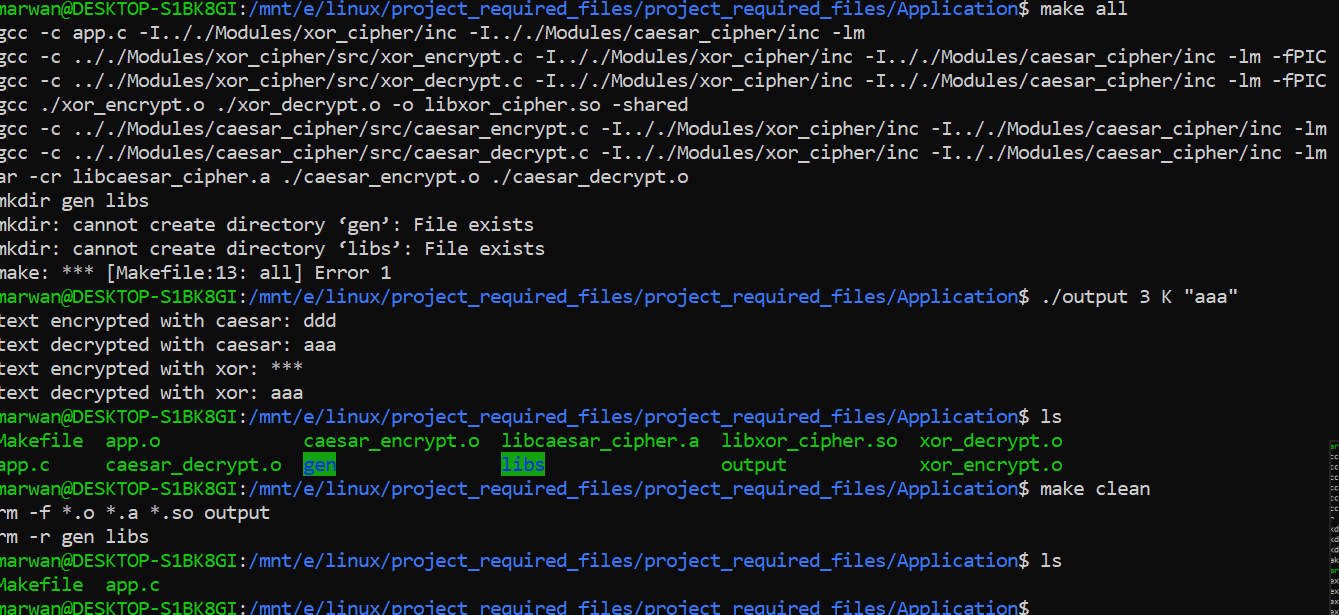 marwan@DESKTOP-S1BK8GI:/mnt/e/linux/project_required_files/project_required_files/Application$ make all
gcc -c app.c -I.././Modules/xor_cipher/inc -I.././Modules/caesar_cipher/inc -lm
gcc -c .././Modules/xor_cipher/src/xor_encrypt.c -I.././Modules/xor_cipher/inc -I.././Modules/caesar_cipher/inc -lm -fPIC
gcc -c .././Modules/xor_cipher/src/xor_decrypt.c -I.././Modules/xor_cipher/inc -I.././Modules/caesar_cipher/inc -lm -fPIC
gcc ./xor_encrypt.o ./xor_decrypt.o -o libxor_cipher.so -shared
gcc -c .././Modules/caesar_cipher/src/caesar_encrypt.c -I.././Modules/xor_cipher/inc -I.././Modules/caesar_cipher/inc -lm
gcc -c .././Modules/caesar_cipher/src/caesar_decrypt.c -I.././Modules/xor_cipher/inc -I.././Modules/caesar_cipher/inc -lm
ar -cr libcaesar_cipher.a ./caesar_encrypt.o ./caesar_decrypt.o
mkdir gen libs
mkdir: cannot create directory ‘gen’: File exists
mkdir: cannot create directory ‘libs’: File exists
make: *** [Makefile:13: all] Error 1
marwan@DESKTOP-S1BK8GI:/mnt/e/linux/project_required_files/project_required_files/Application$ ./output 3 K "aaa"
text encrypted with caesar: ddd
text decrypted with caesar: aaa
text encrypted with xor: ***
text decrypted with xor: aaa
marwan@DESKTOP-S1BK8GI:/mnt/e/linux/project_required_files/project_required_files/Application$ ls
Makefile app.o caesar_encrypt.o libcaesar_cipher.a libxor_cipher.so xor_decrypt.o
app.c caesar_decrypt.o gen libs output xor_encrypt.o
marwan@DESKTOP-S1BK8GI:/mnt/e/linux/project_required_files/project_required_files/Application$ make clean
rm -f *.o *.a *.so output
rm -r gen libs
marwan@DESKTOP-S1BK8GI:/mnt/e/linux/project_required_files/project_required_files/Application$ ls
Makefile app.c
marwan@DESKTOP-S1BK8GI:/mnt/e/linux/project_required_files/project_required_files/Application$